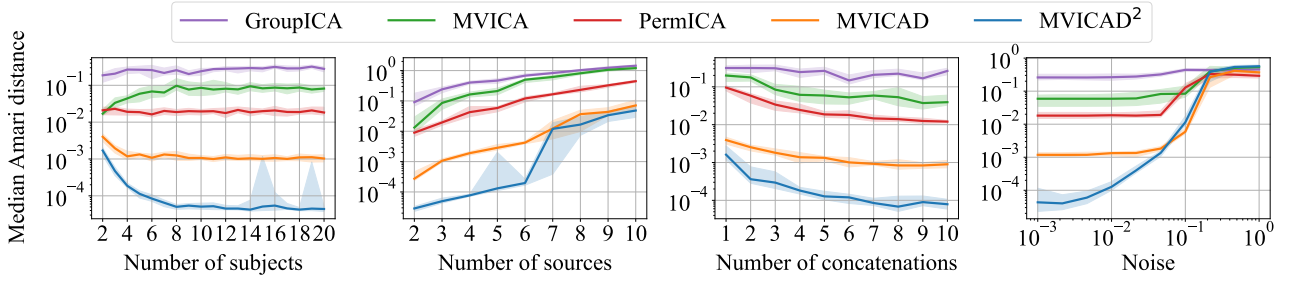 GroupICA MVICA PermICA MVICAD MVICAD²
Median Amari distance
10⁻¹
10⁻²
10⁻³
10⁻⁴
2 4 6 8 10 12 14 16 18 20
Number of subjects
10⁰
10⁻¹
10⁻²
10⁻³
10⁻⁴
2 3 4 5 6 7 8 9 10
Number of sources
10⁻¹
10⁻²
10⁻³
10⁻⁴
1 2 3 4 5 6 7 8 9 10
Number of concatenations
10⁰
10⁻¹
10⁻²
10⁻³
10⁻⁴
10⁻³ 10⁻² 10⁻¹ 10⁰
Noise